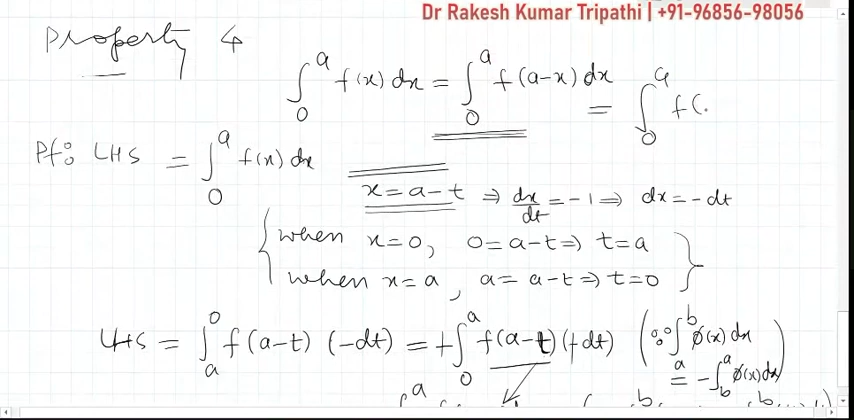 Dr Rakesh Kumar Tripathi | +91-96856-98056
Property 4
∫₀ᵃ f(x) dx = ∫₀ᵃ f(a-x) dx
= ∫₀ᵃ f(.
Pf: LHS = ∫₀ᵃ f(x) dx
x = a-t ⇒ dx/dt = -1 ⇒ dx = -dt
{ when x=0, 0=a-t ⇒ t=a
when x=a, a=a-t ⇒ t=0 }
LHS = ∫ₐ⁰ f(a-t) (-dt) = +∫₀ᵃ f(a-t) (+dt) (∵ ∫ₐᵇ ϕ(x) dx
= -∫_bᵃ ϕ(x) dx)